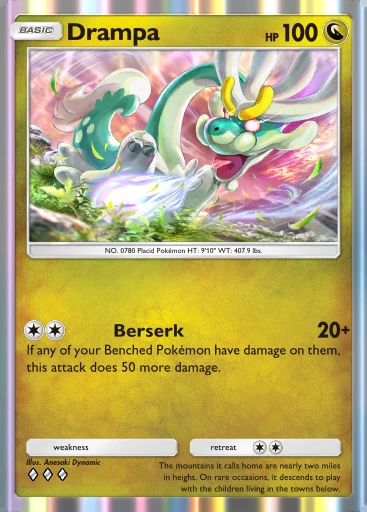 BASIC Drampa HP 100
NO. 0780 Placid Pokémon HT: 9'10" WT: 407.9 lbs.
Berserk 20+
If any of your Benched Pokémon have damage on them,
this attack does 50 more damage.
weakness retreat
Illus. Anesaki Dynamic
The mountains it calls home are nearly two miles
in height. On rare occasions, it descends to play
with the children living in the towns below.